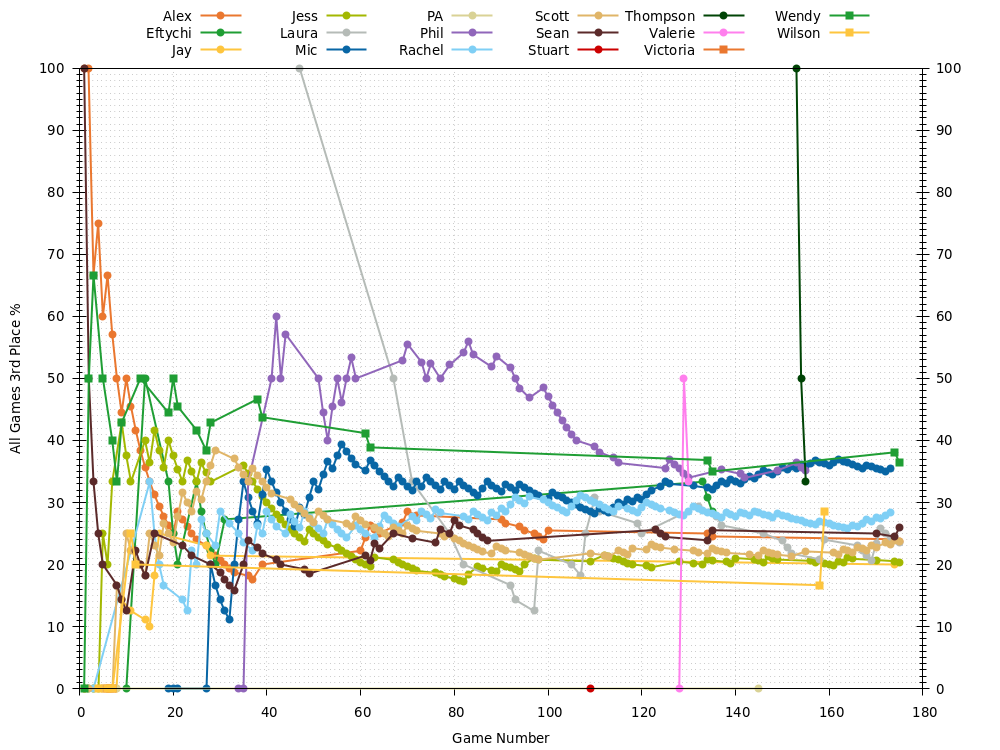 Alex Jess PA Scott Thompson Wendy
Eftychi Laura Phil Sean Valerie Wilson
Jay Mic Rachel Stuart Victoria
100 100
90 90
80 80
70 70
60 60
50 50
40 40
30 30
20 20
10 10
0 0
All Games 3rd Place %
0 20 40 60 80 100 120 140 160 180
Game Number